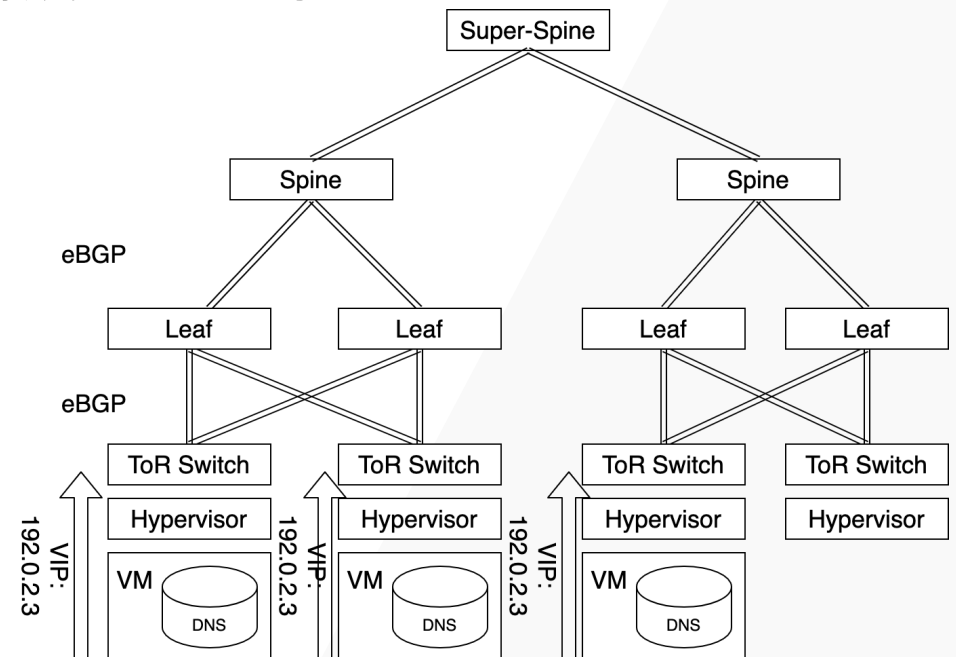 Super-Spine
Spine
Spine
eBGP
Leaf
Leaf
Leaf
Leaf
eBGP
ToR Switch
ToR Switch
ToR Switch
ToR Switch
Hypervisor
Hypervisor
Hypervisor
Hypervisor
VIP:
192.0.2.3
VIP:
192.0.2.3
VIP:
192.0.2.3
VM
DNS
VM
DNS
VM
DNS